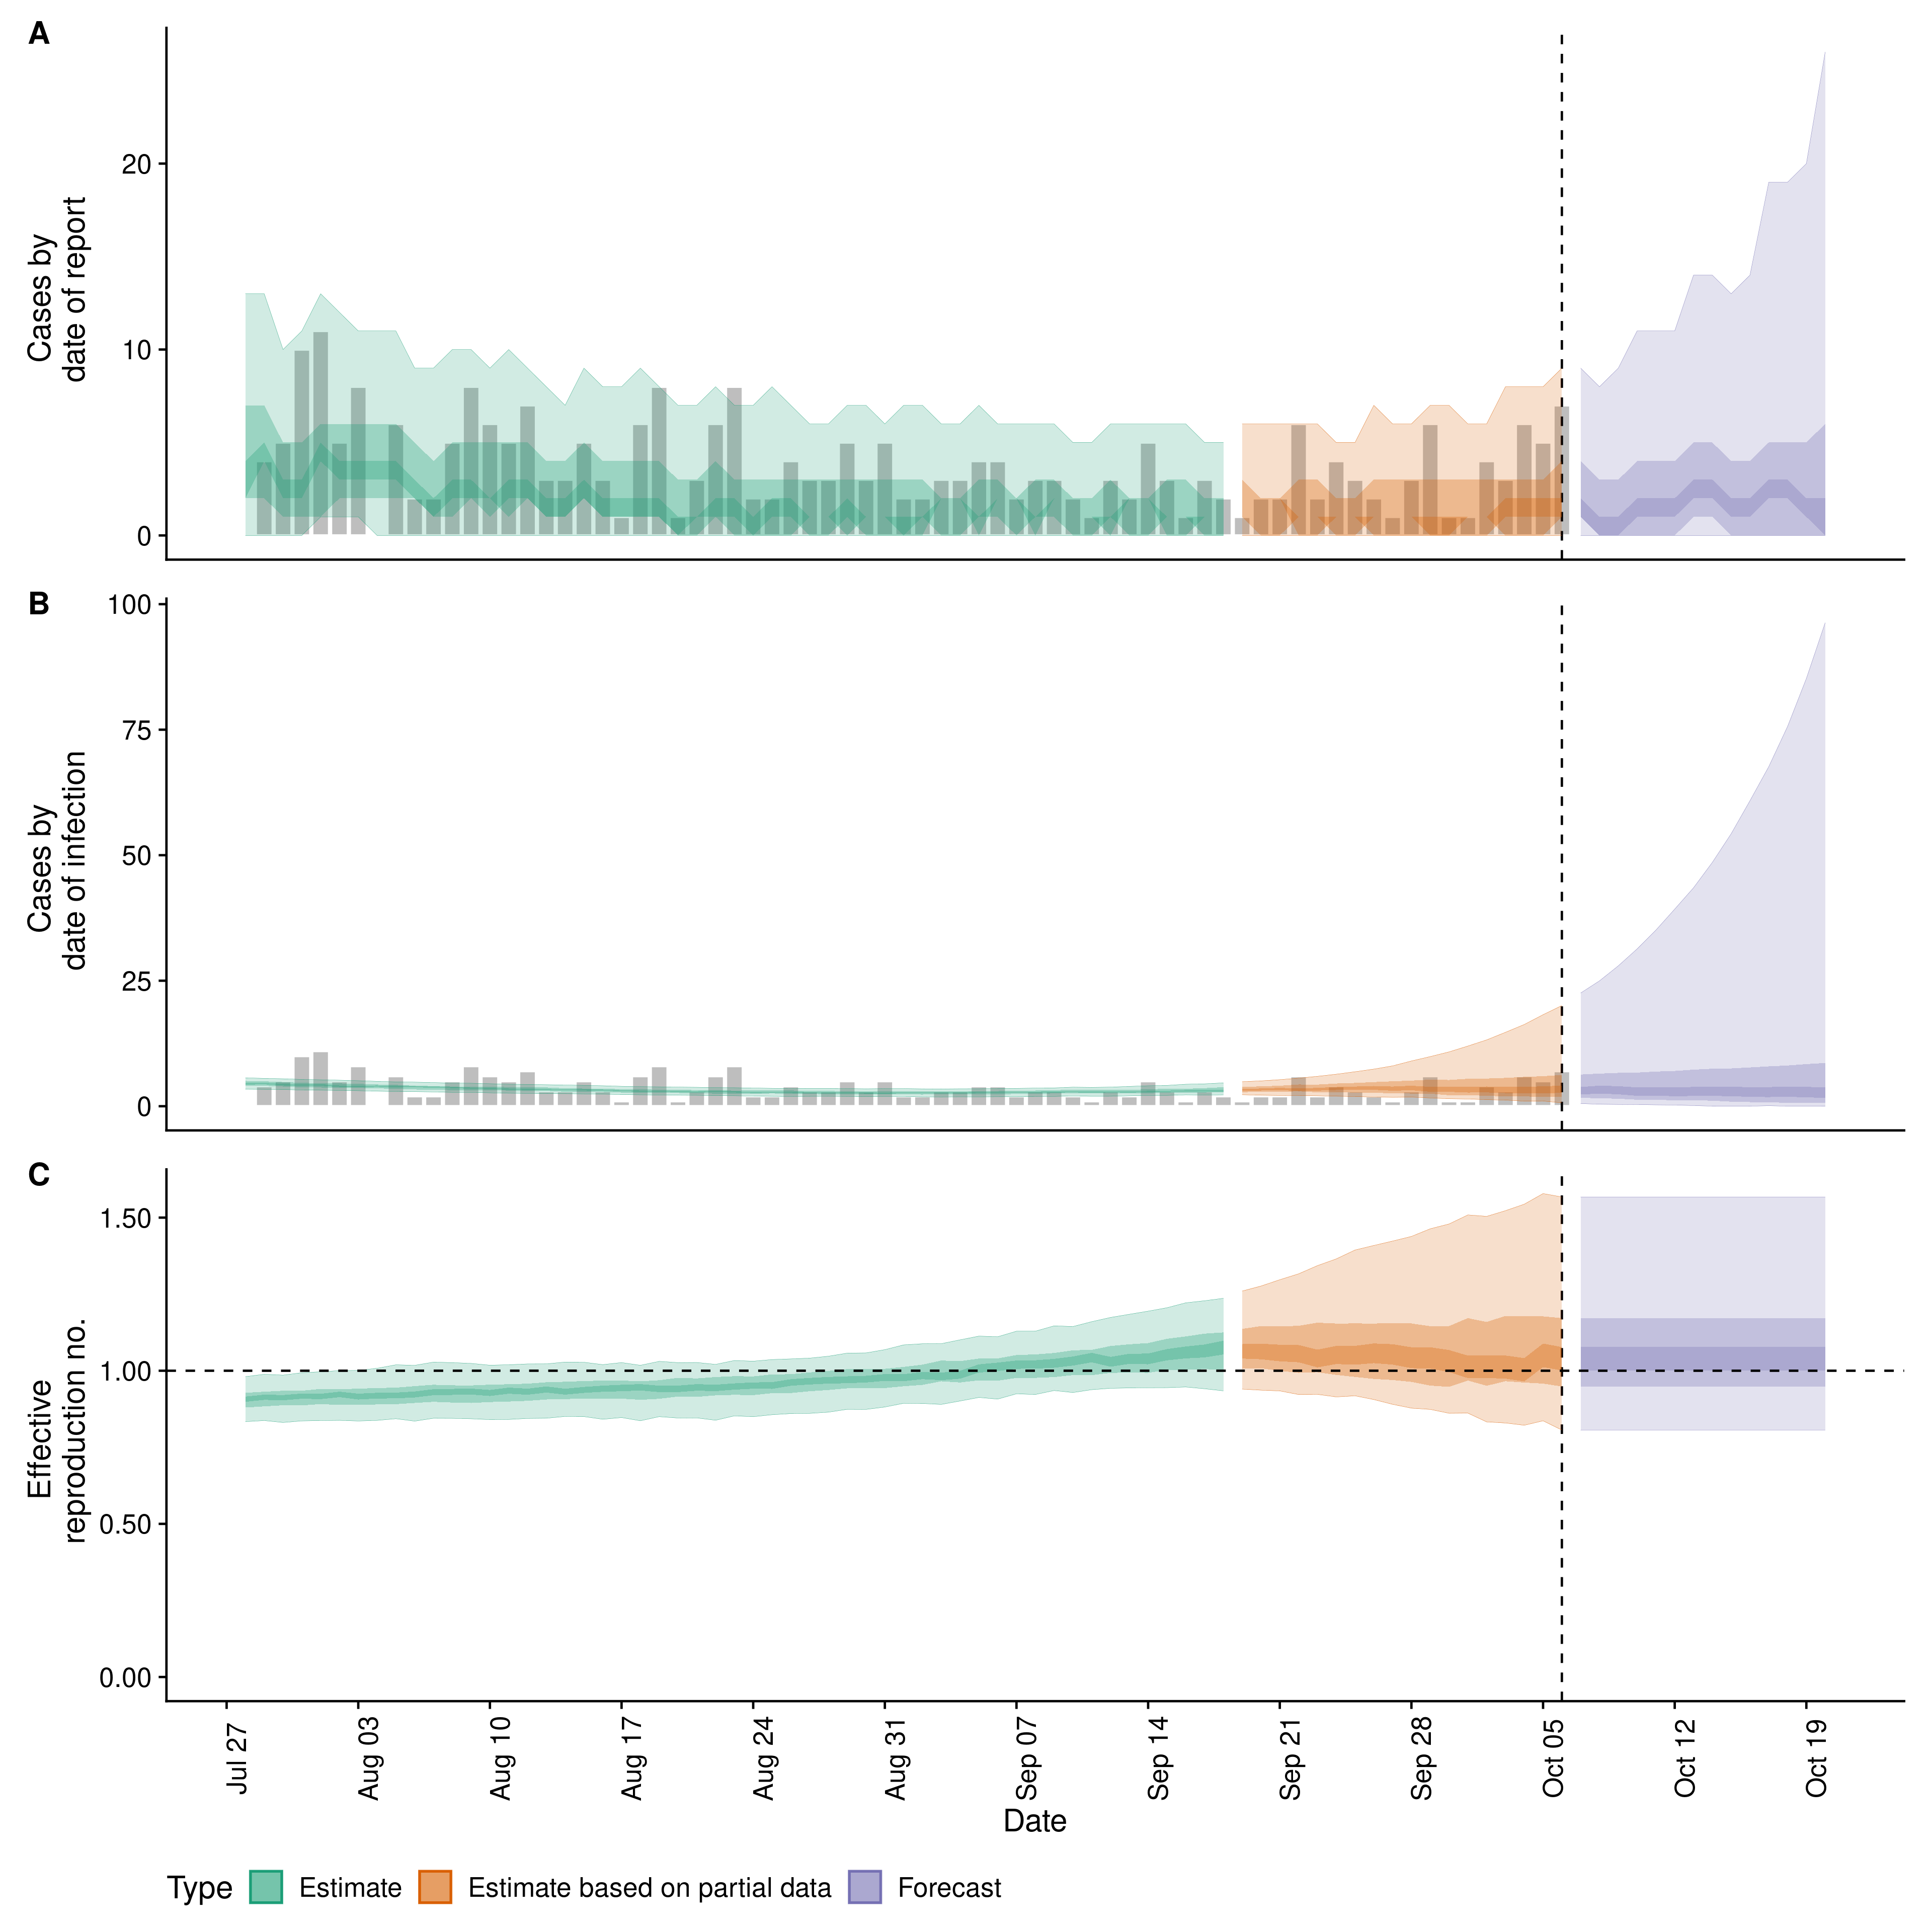 A
Cases by
date of report
20
10
0
B
Cases by
date of infection
100
75
50
25
0
C
Effective
reproduction no.
1.50
1.00
0.50
0.00
Jul 27
Aug 03
Aug 10
Aug 17
Aug 24
Aug 31
Sep 07
Sep 14
Sep 21
Sep 28
Oct 05
Oct 12
Oct 19
Date
Type Estimate Estimate based on partial data Forecast